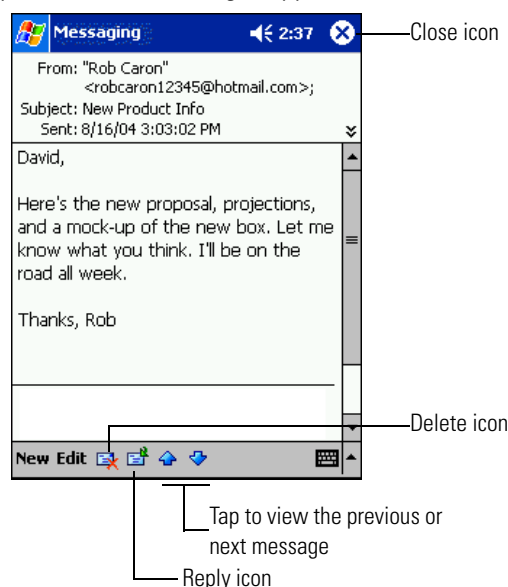 Messaging 2:37
Close icon
From: "Rob Caron"
<robcaron12345@hotmail.com>;
Subject: New Product Info
Sent: 8/16/04 3:03:02 PM
David,
Here's the new proposal, projections,
and a mock-up of the new box. Let me
know what you think. I'll be on the
road all week.
Thanks, Rob
Delete icon
New Edit
Tap to view the previous or
next message
Reply icon